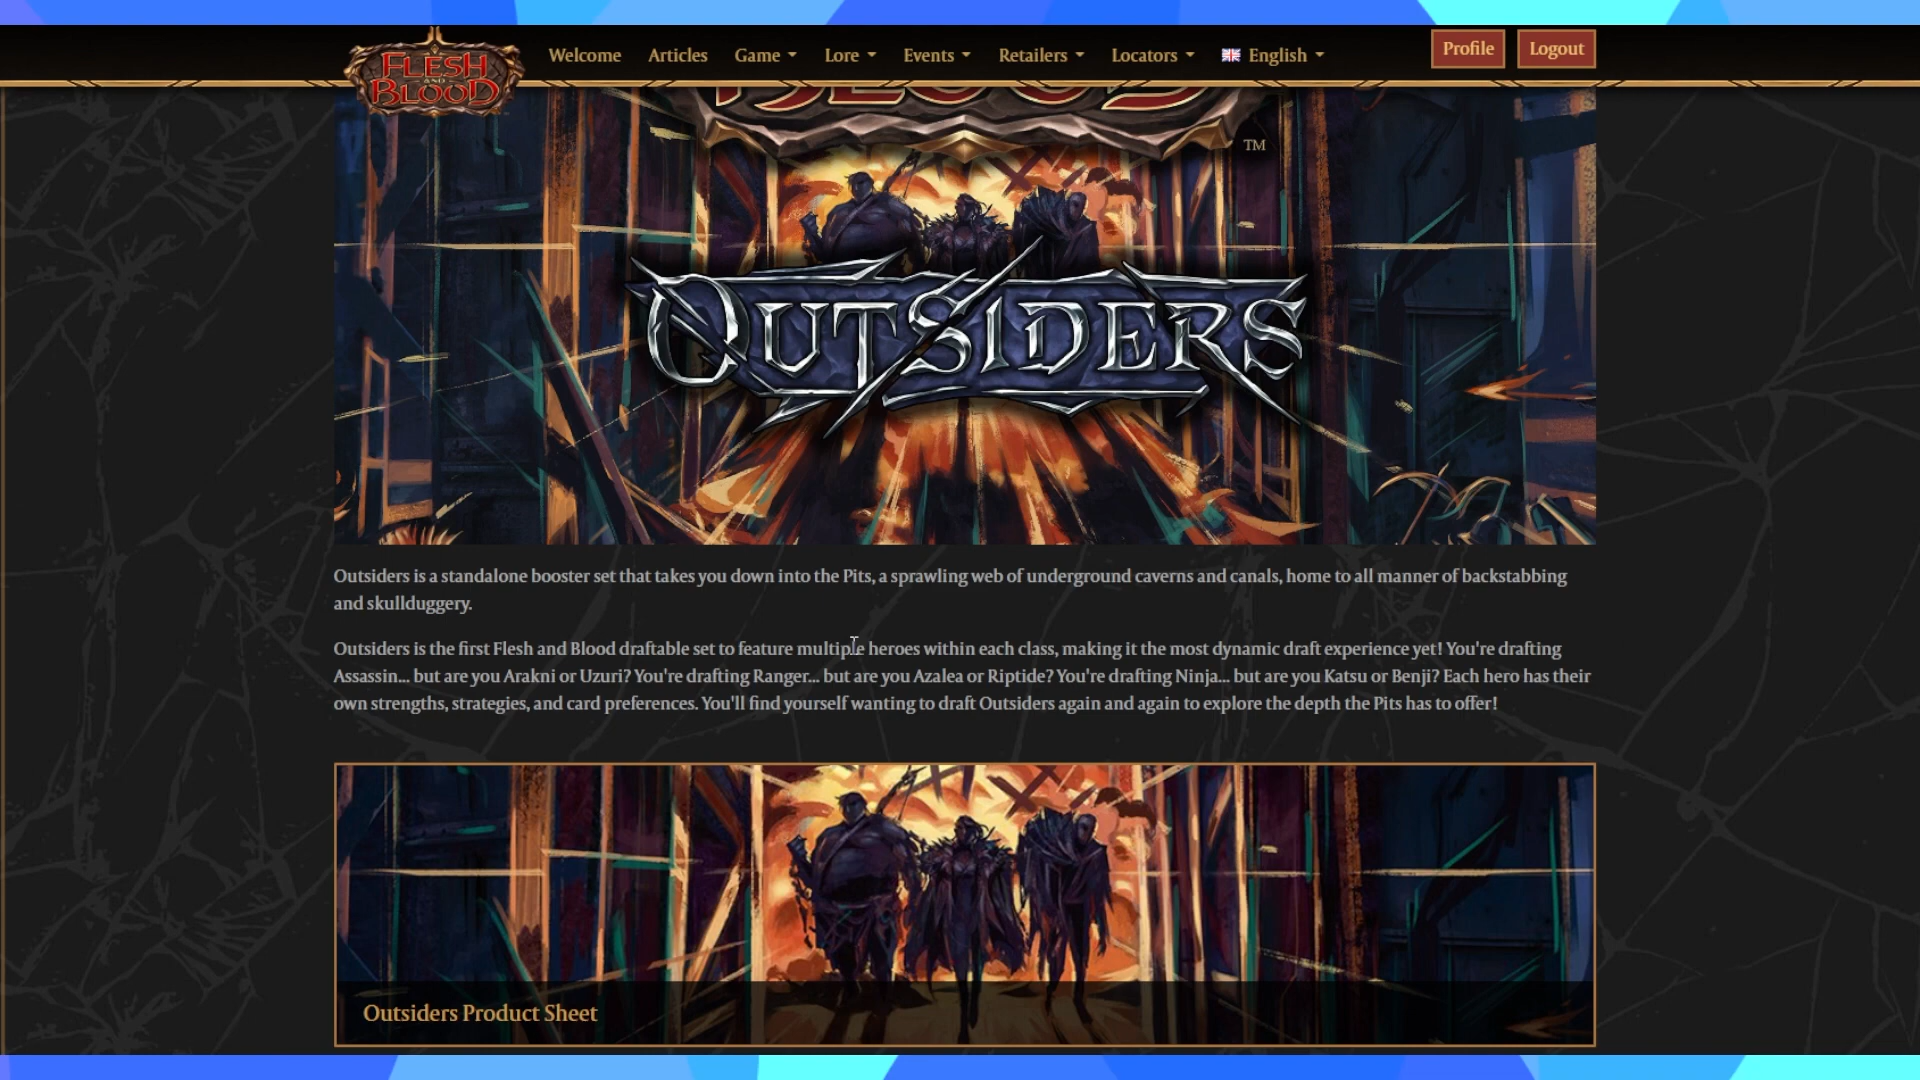 FLESH
AND
BLOOD
Welcome
Articles
Game
Lore
Events
Retailers
Locators
English
Profile
Logout
BLOOD
TM
OUTSIDERS
Outsiders is a standalone booster set that takes you down into the Pits, a sprawling web of underground caverns and canals, home to all manner of backstabbing
and skullduggery.
Outsiders is the first Flesh and Blood draftable set to feature multiple heroes within each class, making it the most dynamic draft experience yet! You're drafting
Assassin... but are you Arakni or Uzuri? You're drafting Ranger... but are you Azalea or Riptide? You're drafting Ninja... but are you Katsu or Benji? Each hero has their
own strengths, strategies, and card preferences. You'll find yourself wanting to draft Outsiders again and again to explore the depth the Pits has to offer!
Outsiders Product Sheet